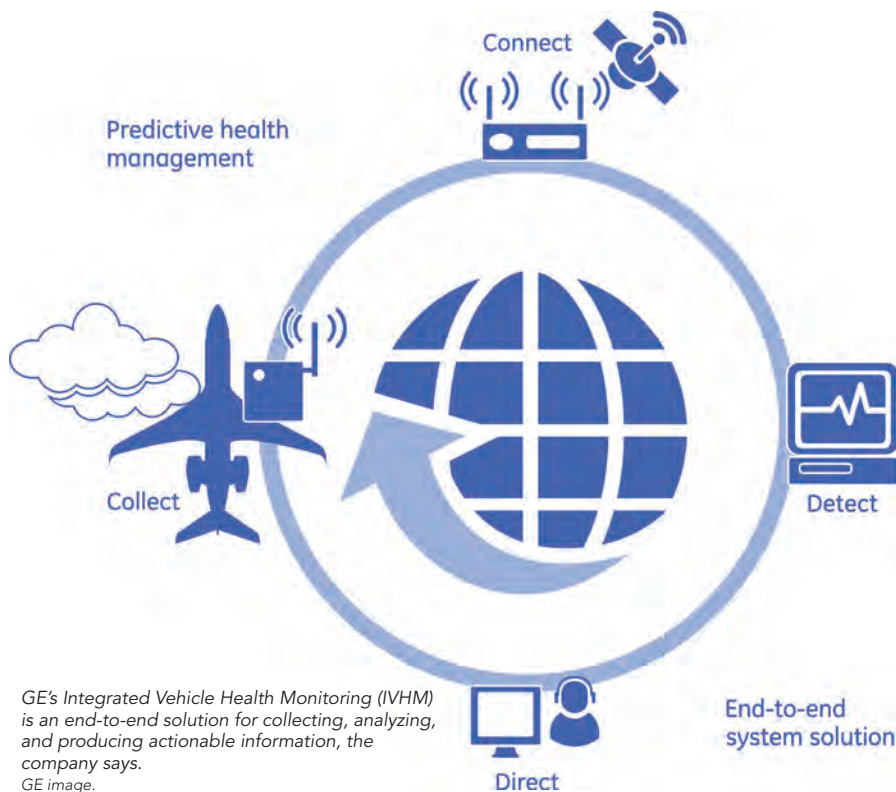 Connect
Predictive health
management
Collect
Detect
GE's Integrated Vehicle Health Monitoring (IVHM)
is an end-to-end solution for collecting, analyzing,
and producing actionable information, the
company says.
GE image.
End-to-end
system solution
Direct